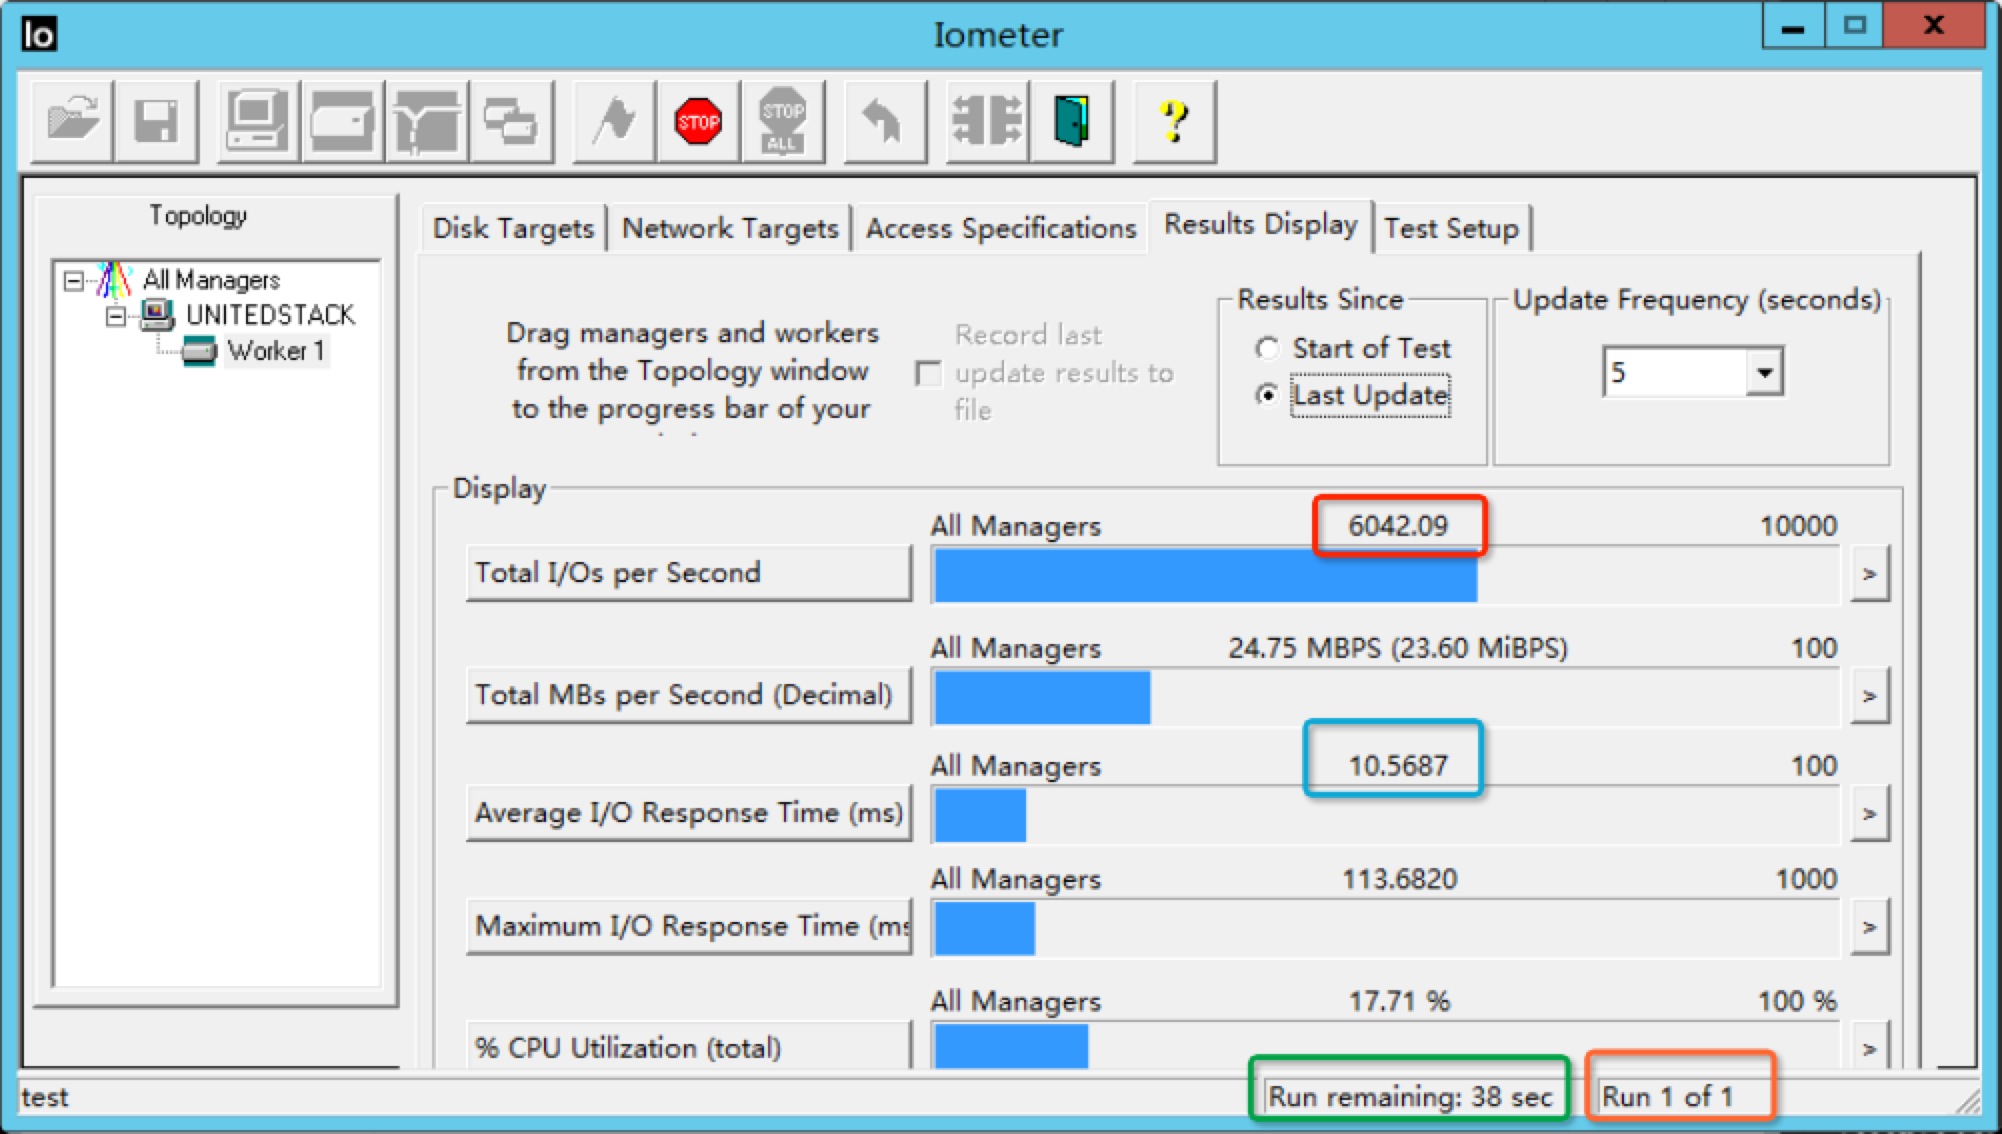 Io
Iometer
STOP
STOP
ALL
?
Topology
All Managers
UNITEDSTACK
Worker 1
Disk Targets
Network Targets
Access Specifications
Results Display
Test Setup
Drag managers and workers
from the Topology window
to the progress bar of your
Record last
update results to
file
Results Since
Start of Test
Last Update
Update Frequency (seconds)
5
Display
All Managers 6042.09 10000
Total I/Os per Second >
All Managers 24.75 MBPS (23.60 MiBPS) 100
Total MBs per Second (Decimal) >
All Managers 10.5687 100
Average I/O Response Time (ms) >
All Managers 113.6820 1000
Maximum I/O Response Time (ms >
All Managers 17.71 % 100 %
% CPU Utilization (total) >
test
Run remaining: 38 sec
Run 1 of 1